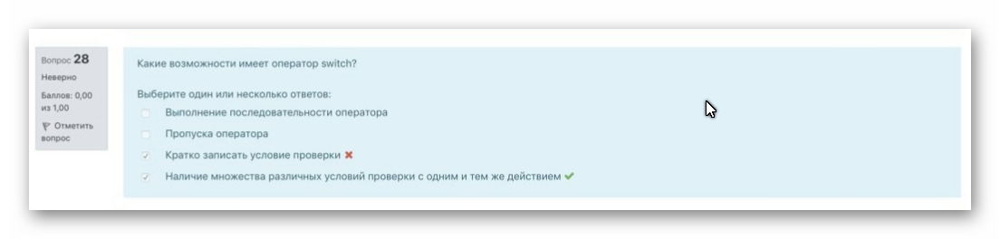 Вопрос 28
Неверно
Баллов: 0,00
из 1,00
Отметить
вопрос
Какие возможности имеет оператор switch?
Выберите один или несколько ответов:
Выполнение последовательности оператора
Пропуска оператора
Кратко записать условие проверки
Наличие множества различных условий проверки с одним и тем же действием